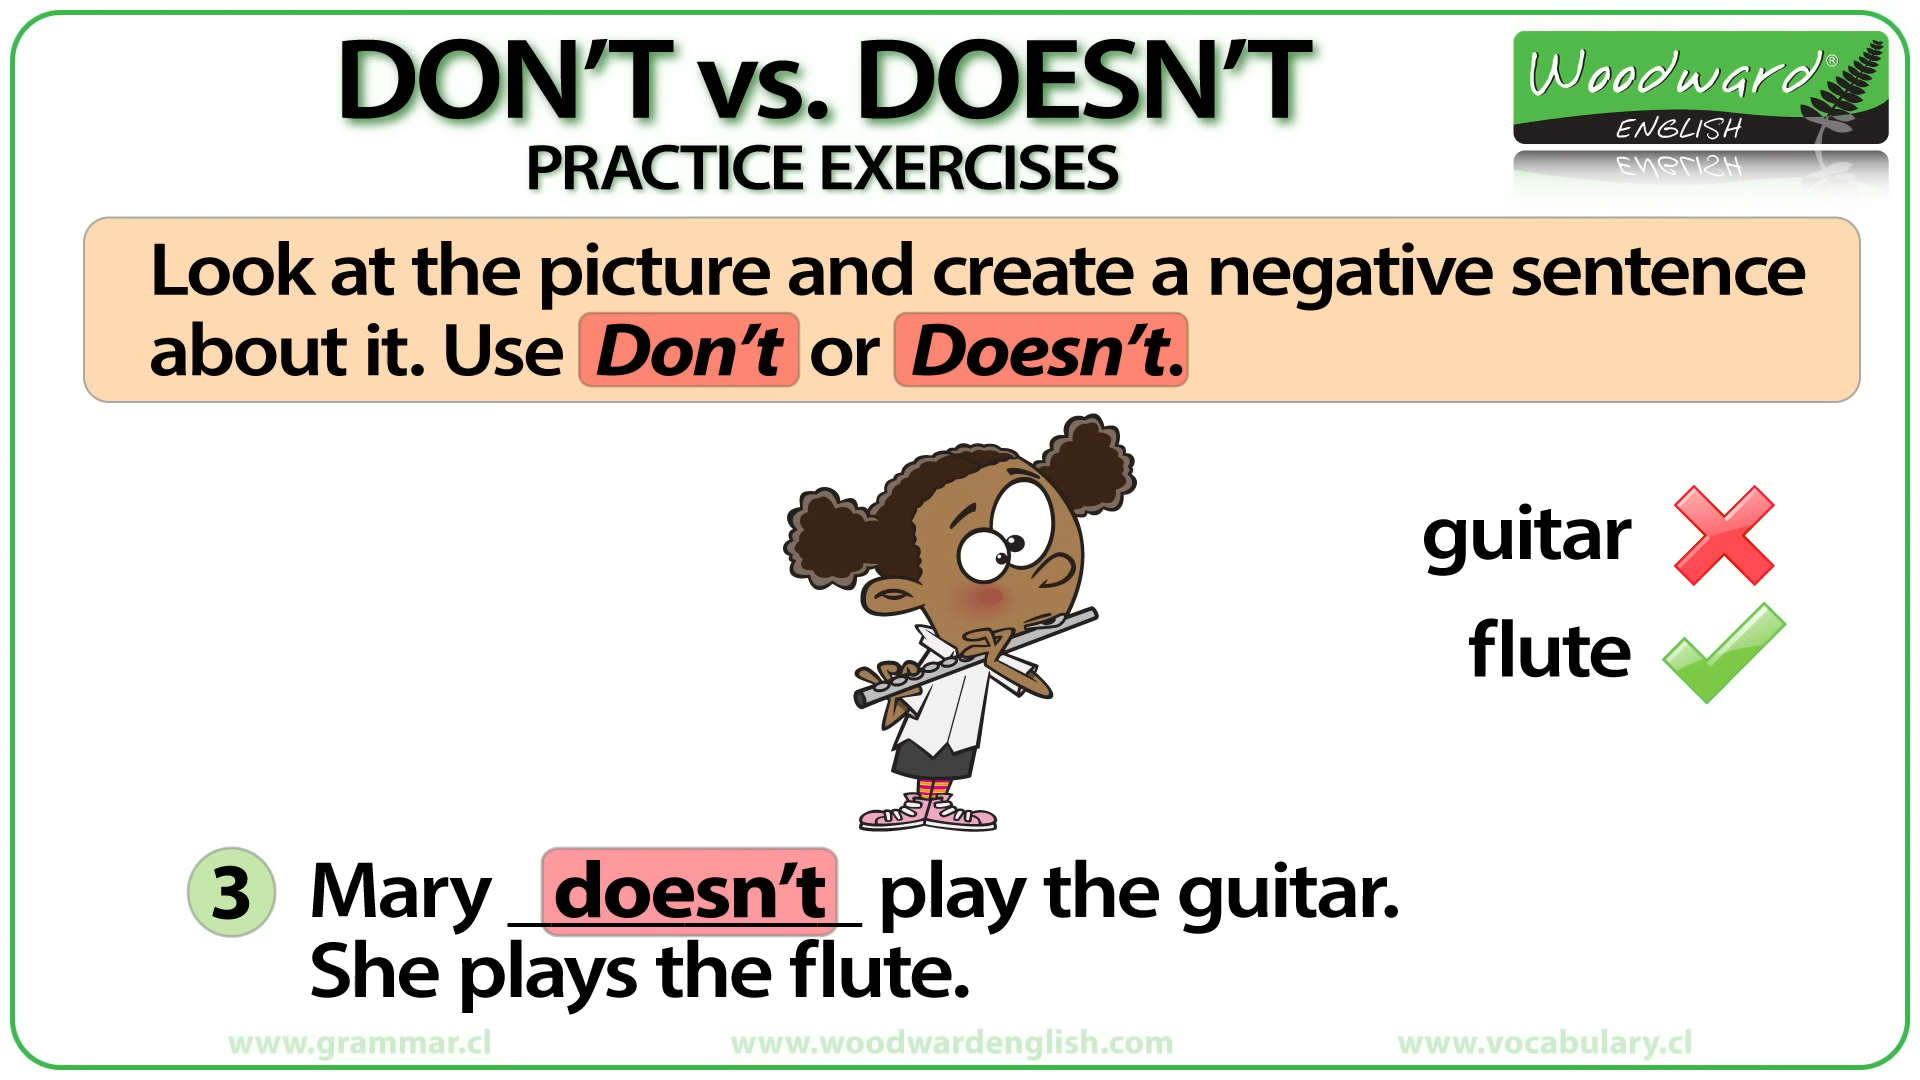 DON’T vs. DOESN’T
PRACTICE EXERCISES
Woodward®
ENGLISH
Look at the picture and create a negative sentence
about it. Use Don’t or Doesn’t.
guitar
flute
3 Mary doesn’t play the guitar.
She plays the flute.
www.grammar.cl www.woodwardenglish.com www.vocabulary.cl